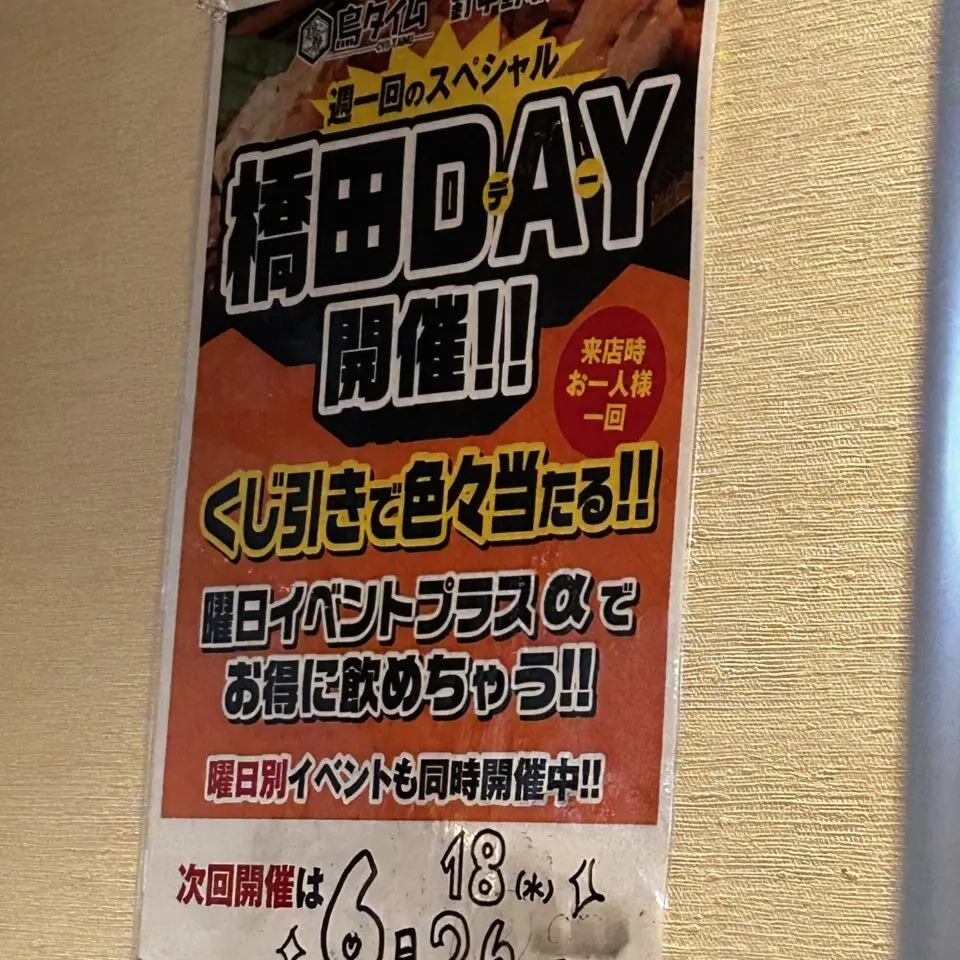 鳥タイム
週一回のスペシャル
橋田DAY
デー
開催!!
来店時
お一人様
一回
くじ引きで色々当たる!!
曜日イベントプラスαで
お得に飲めちゃう!!
曜日別イベントも同時開催中!!
18(水)
次回開催は6日26